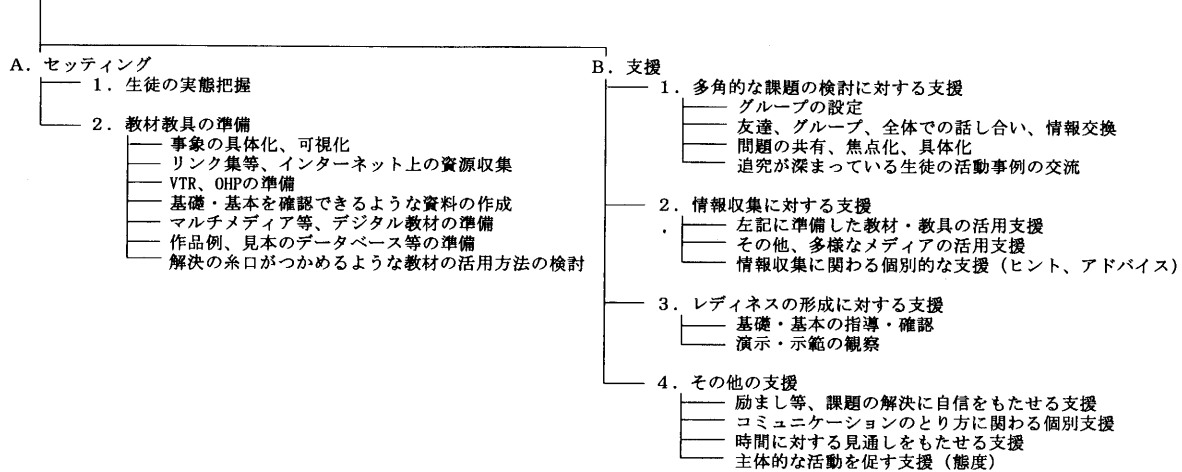 A．セッティング
1．生徒の実態把握
2．教材教具の準備
事象の具体化、可視化
リンク集等、インターネット上の資源収集
VTR、OHPの準備
基礎・基本を確認できるような資料の作成
マルチメディア等、デジタル教材の準備
作品例、見本のデータベース等の準備
解決の糸口がつかめるような教材の活用方法の検討
B．支援
1．多角的な課題の検討に対する支援
グループの設定
友達、グループ、全体での話し合い、情報交換
問題の共有、焦点化、具体化
追究が深まっている生徒の活動事例の交流
2．情報収集に対する支援
左記に準備した教材・教具の活用支援
その他、多様なメディアの活用支援
情報収集に関わる個別的な支援（ヒント、アドバイス）
3．レディネスの形成に対する支援
基礎・基本の指導・確認
演示・示範の観察
4．その他の支援
励まし等、課題の解決に自信をもたせる支援
コミュニケーションのとり方に関わる個別支援
時間に対する見通しをもたせる支援
主体的な活動を促す支援（態度）